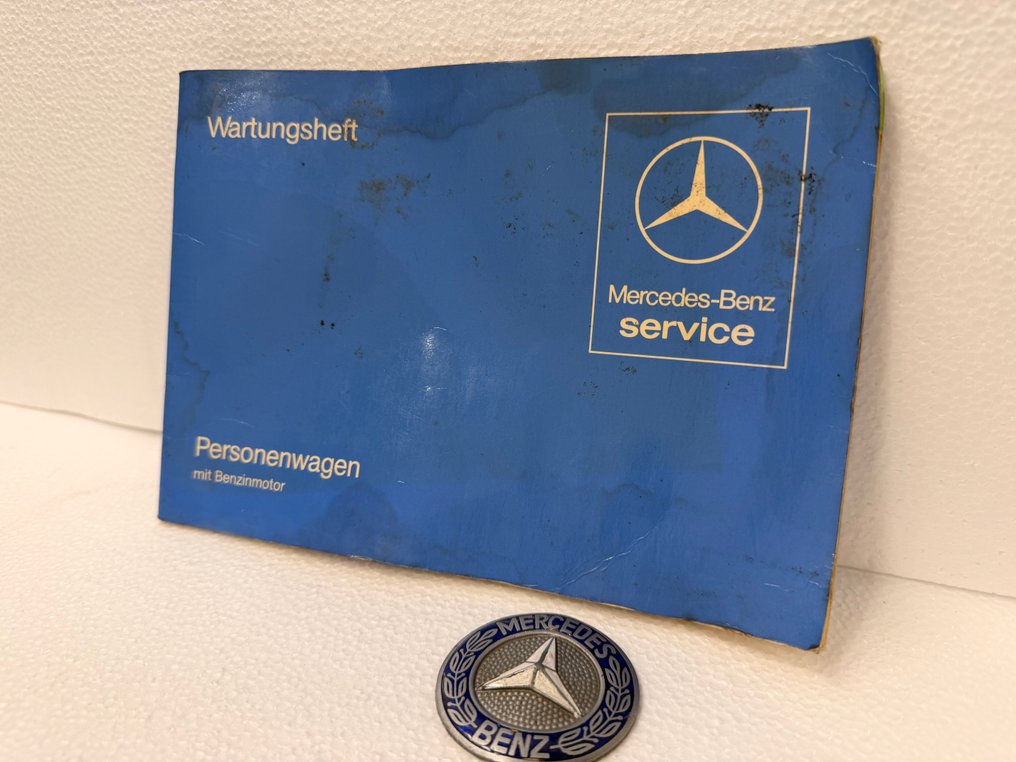 Wartungsheft
Mercedes-Benz
service
Personenwagen
mit Benzinmotor
MERCEDES
BENZ